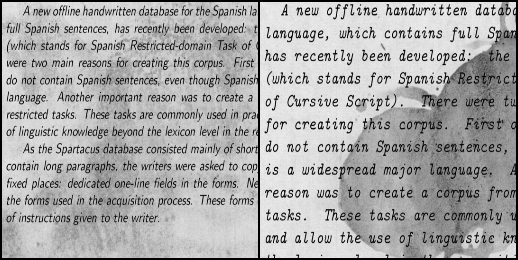 A new offline handwritten database for the Spanish la
full Spanish sentences, has recently been developed: t
(which stands for Spanish Restricted-domain Task of C
were two main reasons for creating this corpus. First
do not contain Spanish sentences, even though Spanish
language. Another important reason was to create a
restricted tasks. These tasks are commonly used in prac
of linguistic knowledge beyond the lexicon level in the re
As the Spartacus database consisted mainly of short
contain long paragraphs, the writers were asked to cop
fixed places: dedicated one-line fields in the forms. Ne
the forms used in the acquisition process. These forms
of instructions given to the writer.
A new offline handwritten databa
language, which contains full Span
has recently been developed: the
(which stands for Spanish Restrict
of Cursive Script). There were tw
for creating this corpus. First o
do not contain Spanish sentences,
is a widespread major language. A
reason was to create a corpus from
tasks. These tasks are commonly u
and allow the use of linguistic kn